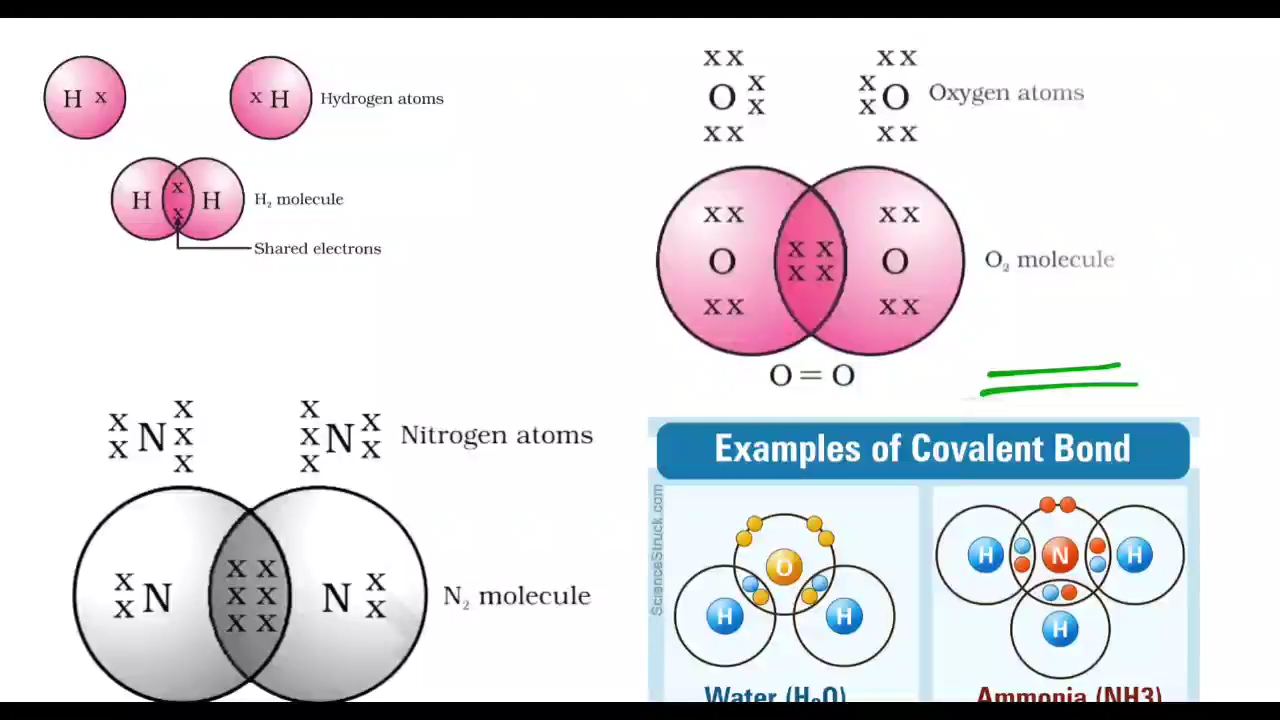 H x
x H
Hydrogen atoms
H x x H
H₂ molecule
Shared electrons
x x
O x x
x x
x x
x x O
x x
Oxygen atoms
x x
x x
O
x x x x
O
x x
x x
O₂ molecule
O = O
x x N x x x
x x x N x x
Nitrogen atoms
x x N
x x x x x x
N x x
N₂ molecule
Examples of Covalent Bond
ScienceStruck.com
O
H
H
Water (H₂O)
H
N
H
H
Ammonia (NH3)